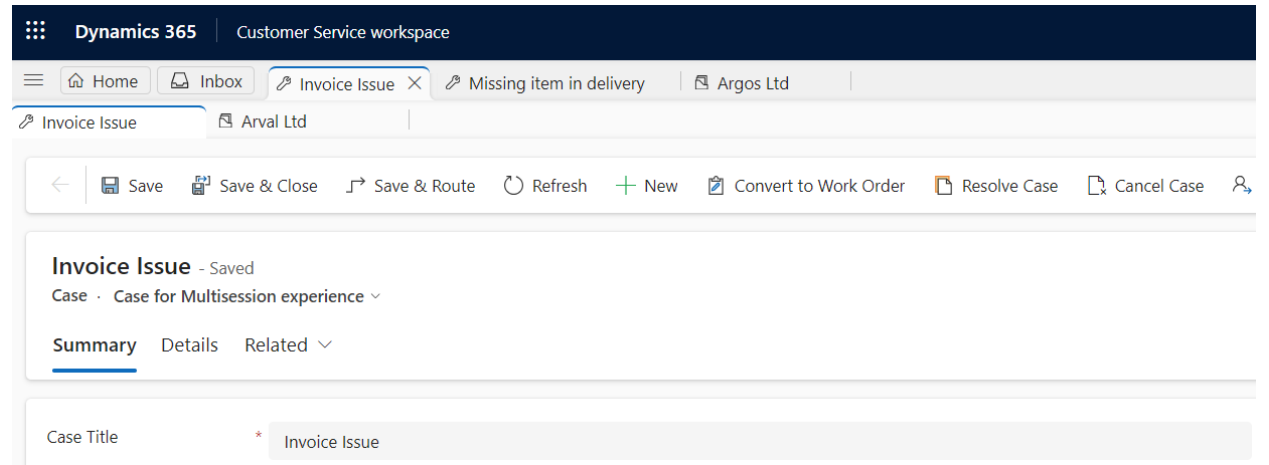 Dynamics 365 Customer Service workspace
Home Inbox Invoice Issue Missing item in delivery Argos Ltd
Invoice Issue Arval Ltd
Save Save & Close Save & Route Refresh New Convert to Work Order Resolve Case Cancel Case
Invoice Issue - Saved
Case · Case for Multisession experience
Summary Details Related
Case Title * Invoice Issue